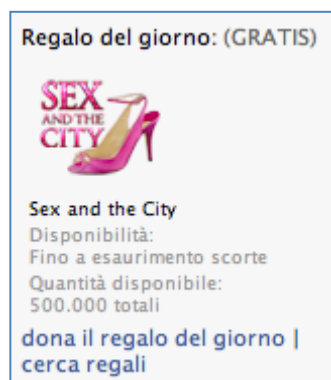 Regalo del giorno: (GRATIS)
SEX
AND THE
CITY
Sex and the City
Disponibilità:
Fino a esaurimento scorte
Quantità disponibile:
500.000 totali
dona il regalo del giorno |
cerca regali